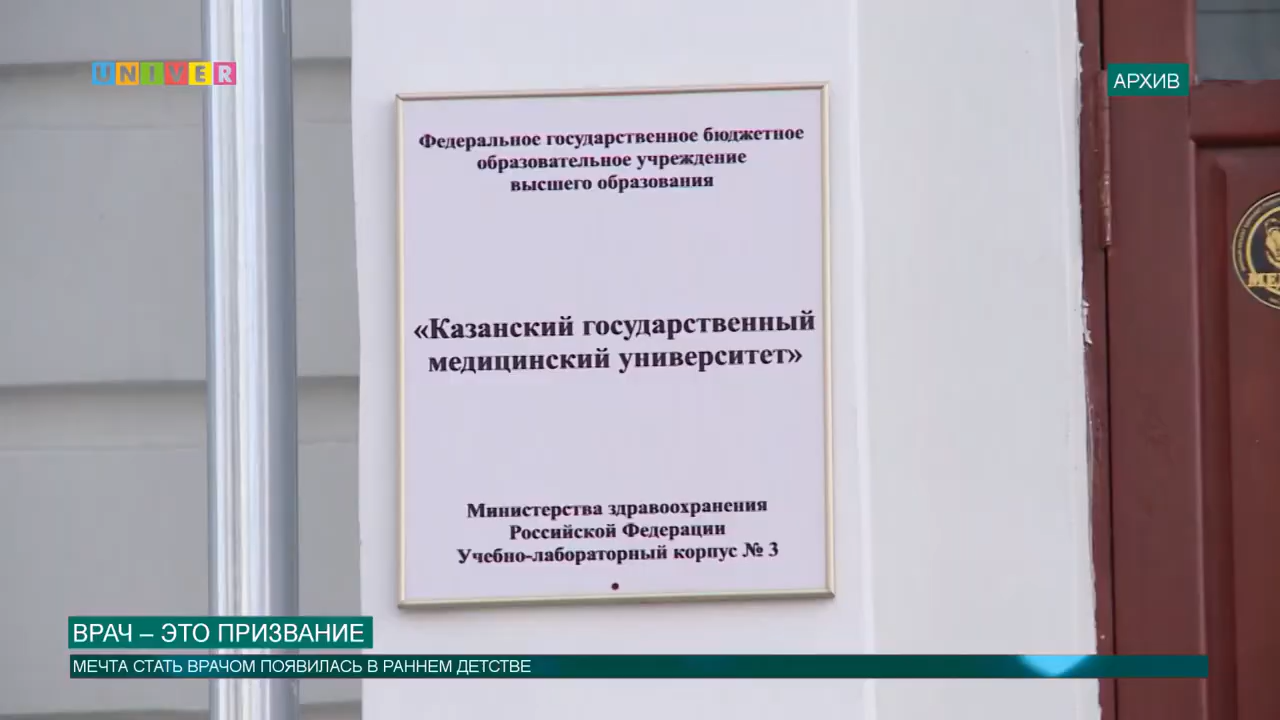 UNIVER
АРХИВ
Федеральное государственное бюджетное
образовательное учреждение
высшего образования
«Казанский государственный
медицинский университет»
Министерства здравоохранения
Российской Федерации
Учебно-лабораторный корпус № 3
ВРАЧ – ЭТО ПРИЗВАНИЕ
МЕЧТА СТАТЬ ВРАЧОМ ПОЯВИЛАСЬ В РАННЕМ ДЕТСТВЕ